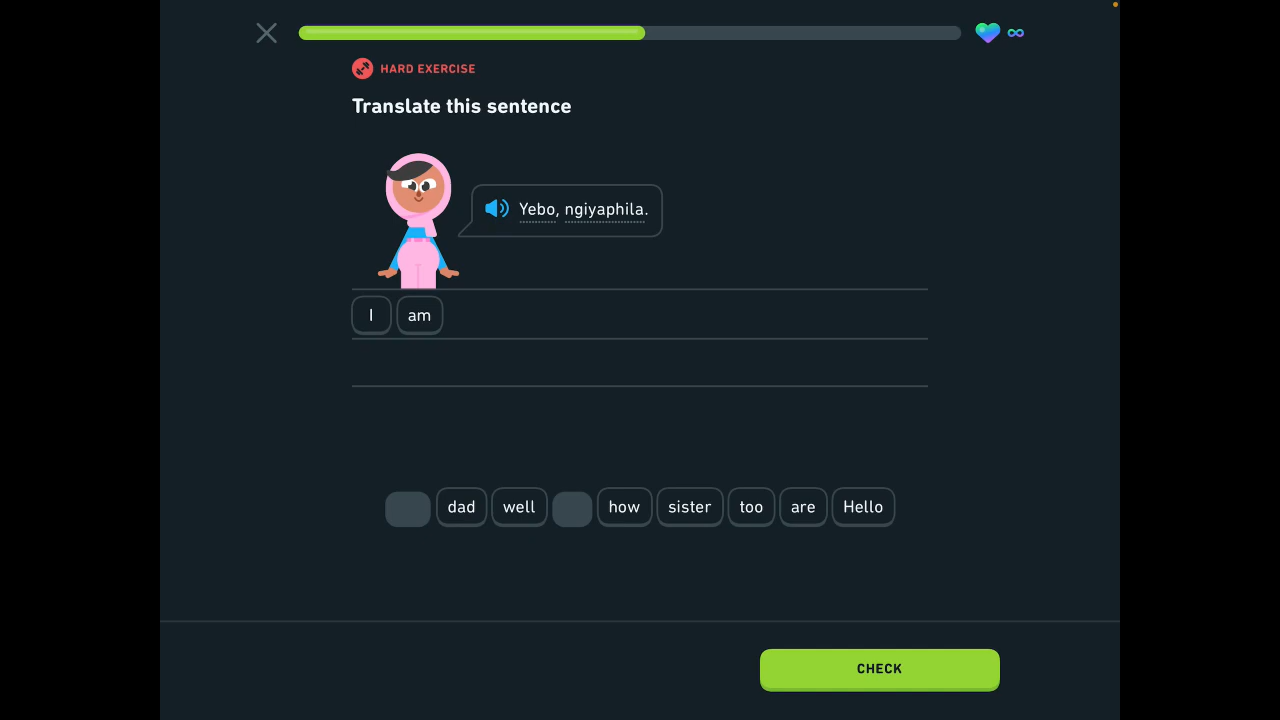 HARD EXERCISE
Translate this sentence
Yebo, ngiyaphila.
I am
dad well how sister too are Hello
CHECK